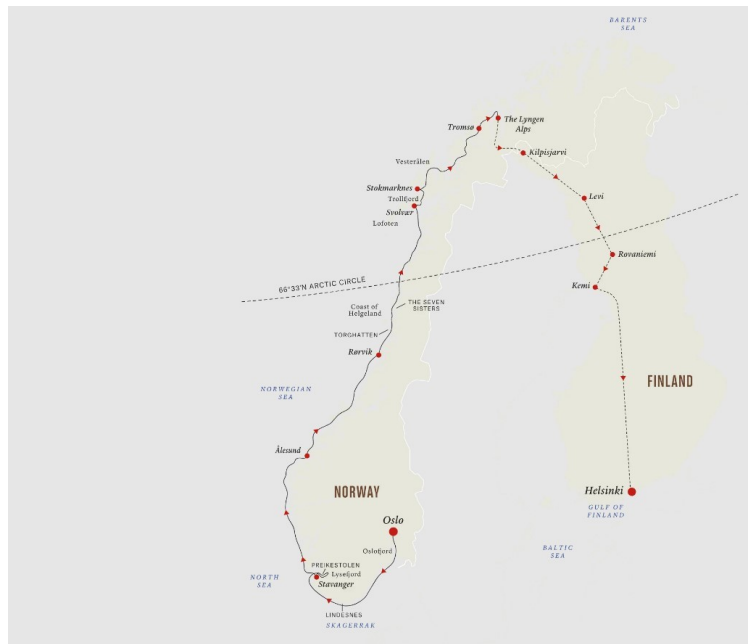 BARENTS
SEA
The Lyngen
Alps
Tromsø
Kilpisjarvi
Vesterålen
Stokmarknes
Trollfjord
Levi
Svolvær
Lofoten
Rovaniemi
66°33'N ARCTIC CIRCLE
Kemi
Coast of
Helgeland
THE SEVEN
SISTERS
TORGHATTEN
Rørvik
NORWEGIAN
SEA
FINLAND
Ålesund
NORWAY
Helsinki
GULF OF
FINLAND
Oslo
Oslofjord
BALTIC
SEA
PREIKESTOLEN
Lysefjord
NORTH
SEA
Stavanger
LINDESNES
SKAGERRAK